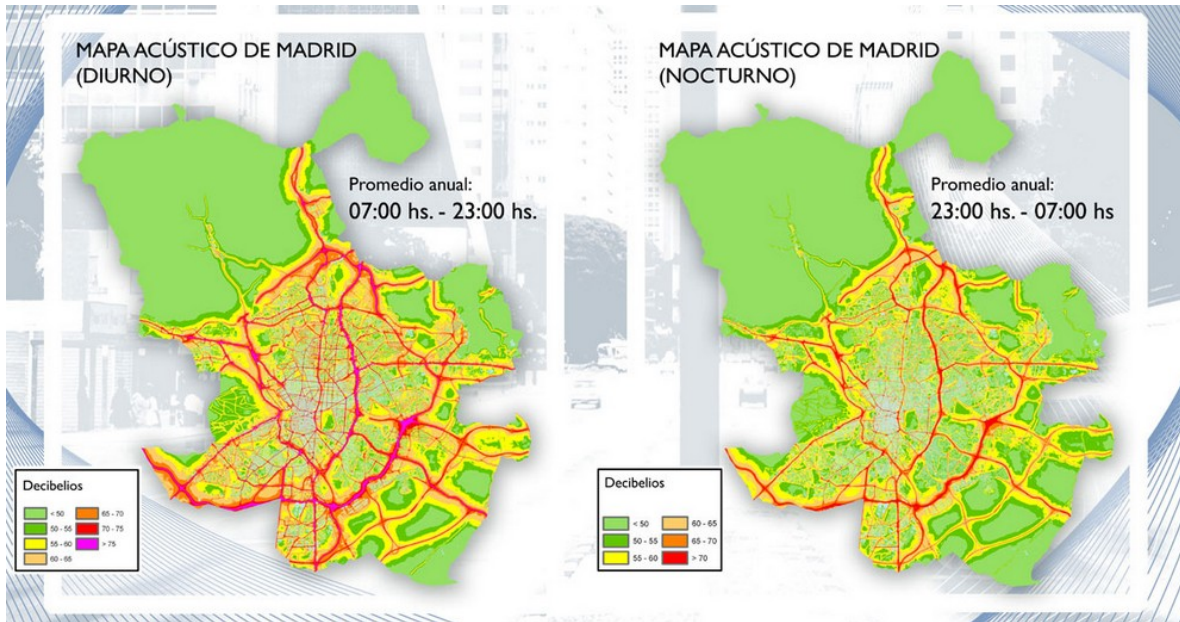 MAPA ACÚSTICO DE MADRID
(DIURNO)
Promedio anual:
07:00 hs. - 23:00 hs.
Decibelios
< 50
50 - 55
55 - 60
60 - 65
65 - 70
70 - 75
> 75
MAPA ACÚSTICO DE MADRID
(NOCTURNO)
Promedio anual:
23:00 hs. - 07:00 hs
Decibelios
< 50
50 - 55
55 - 60
60 - 65
65 - 70
> 70